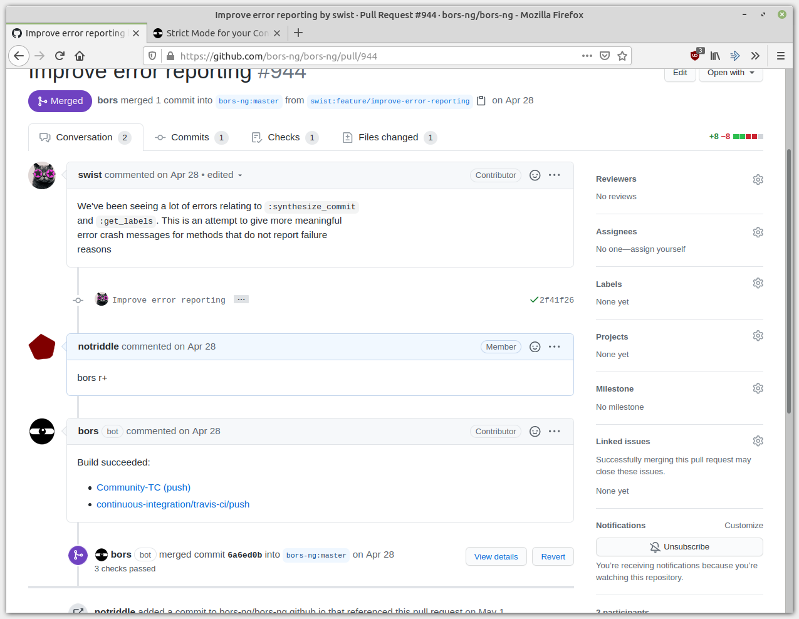 Improve error reporting by swist · Pull Request #944 · bors-ng/bors-ng - Mozilla Firefox
Improve error reporting
Strict Mode for your Con
https://github.com/bors-ng/bors-ng/pull/944
3
Improve error reporting #944
Edit
Open with
Merged
bors merged 1 commit into bors-ng:master from swist:feature/improve-error-reporting on Apr 28
Conversation 2
Commits 1
Checks 1
Files changed 1
+8 −8
swist commented on Apr 28 • edited
Contributor
We've been seeing a lot of errors relating to :synthesize_commit
and :get_labels . This is an attempt to give more meaningful
error crash messages for methods that do not report failure
reasons
Improve error reporting
2f41f26
notriddle commented on Apr 28
Member
bors r+
bors bot commented on Apr 28
Contributor
Build succeeded:
Community-TC (push)
continuous-integration/travis-ci/push
bors bot merged commit 6a6ed0b into bors-ng:master on Apr 28
3 checks passed
View details
Revert
notriddle added a commit to bors-ng/bors-ng.github.io that referenced this pull request on May 1
Reviewers
No reviews
Assignees
No one—assign yourself
Labels
None yet
Projects
None yet
Milestone
No milestone
Linked issues
Successfully merging this pull request may
close these issues.
None yet
Notifications
Customize
Unsubscribe
You're receiving notifications because you're
watching this repository.
2 participants